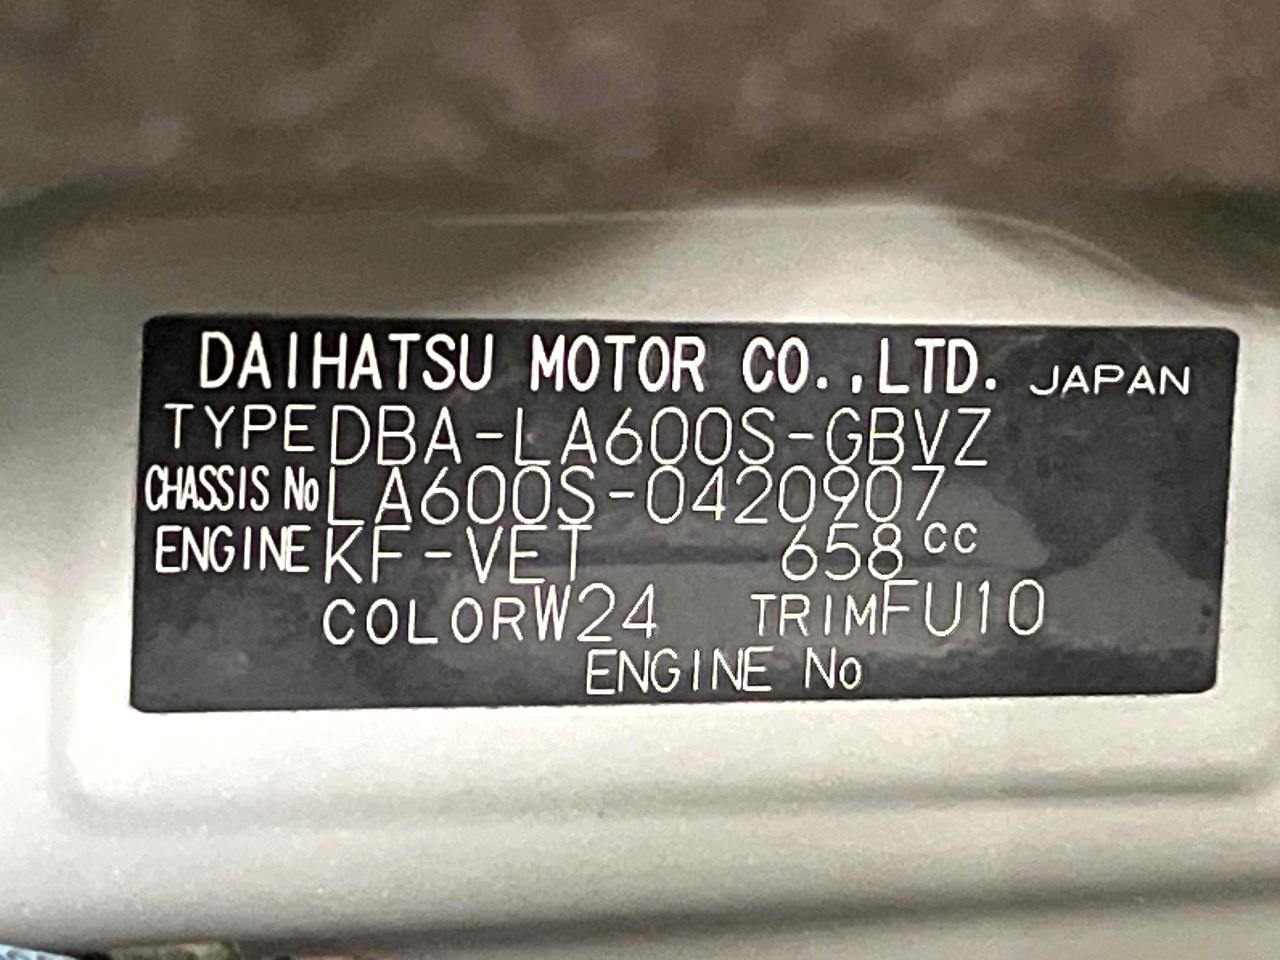 DAIHATSU MOTOR CO.,LTD. JAPAN
TYPE DBA-LA600S-GBVZ
CHASSIS No LA600S-0420907
ENGINE KF-VET 658cc
COLOR W24 TRIM FU10
ENGINE No